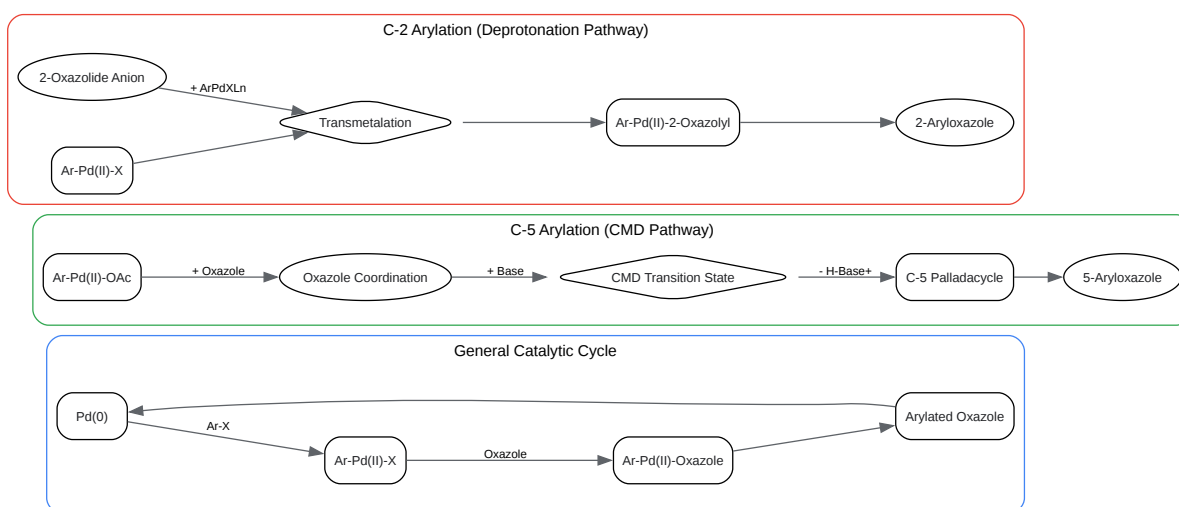 C-2 Arylation (Deprotonation Pathway)
2-Oxazolide Anion
+ ArPdXLn
Transmetalation
Ar-Pd(II)-2-Oxazolyl
2-Aryloxazole
Ar-Pd(II)-X
C-5 Arylation (CMD Pathway)
Ar-Pd(II)-OAc
+ Oxazole
Oxazole Coordination
+ Base
CMD Transition State
- H-Base+
C-5 Palladacycle
5-Aryloxazole
General Catalytic Cycle
Pd(0)
Ar-X
Ar-Pd(II)-X
Oxazole
Ar-Pd(II)-Oxazole
Arylated Oxazole